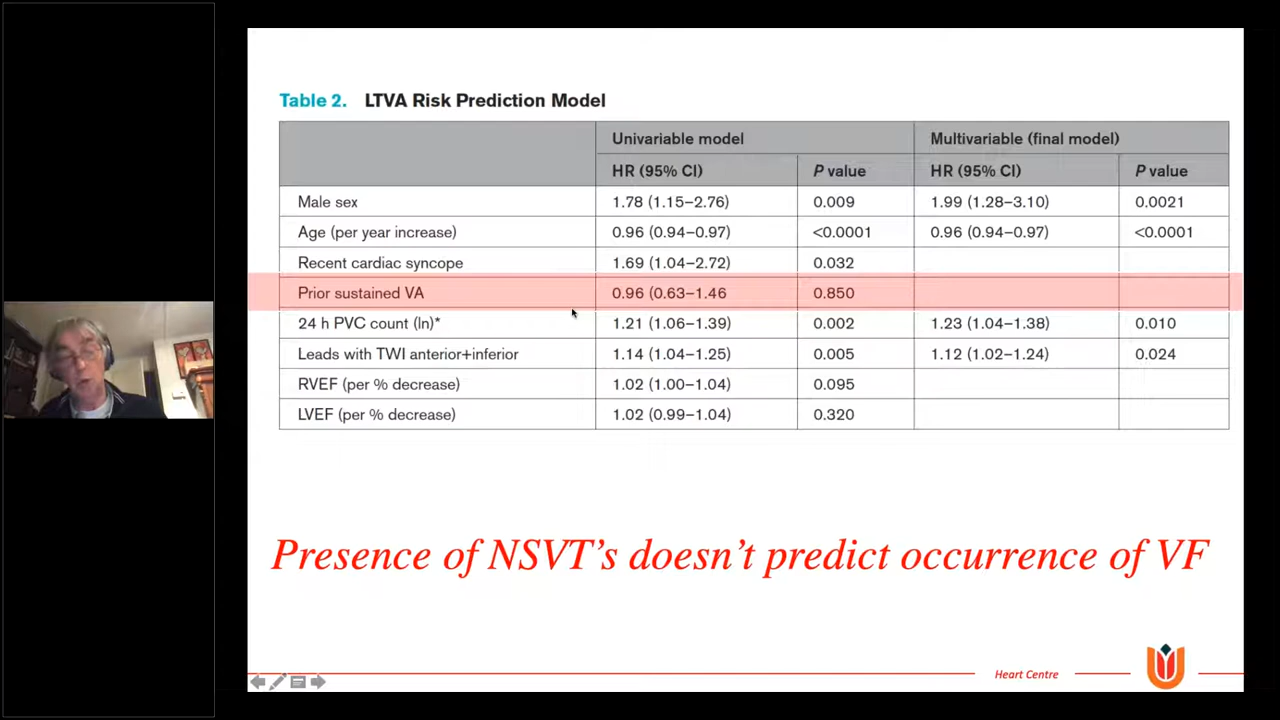 Table 2. LTVA Risk Prediction Model
Univariable model Multivariable (final model)
HR (95% CI) P value HR (95% CI) P value
Male sex 1.78 (1.15–2.76) 0.009 1.99 (1.28–3.10) 0.0021
Age (per year increase) 0.96 (0.94–0.97) <0.0001 0.96 (0.94–0.97) <0.0001
Recent cardiac syncope 1.69 (1.04–2.72) 0.032
Prior sustained VA 0.96 (0.63–1.46 0.850
24 h PVC count (ln)* 1.21 (1.06–1.39) 0.002 1.23 (1.04–1.38) 0.010
Leads with TWI anterior+inferior 1.14 (1.04–1.25) 0.005 1.12 (1.02–1.24) 0.024
RVEF (per % decrease) 1.02 (1.00–1.04) 0.095
LVEF (per % decrease) 1.02 (0.99–1.04) 0.320
Presence of NSVT’s doesn’t predict occurrence of VF
Heart Centre